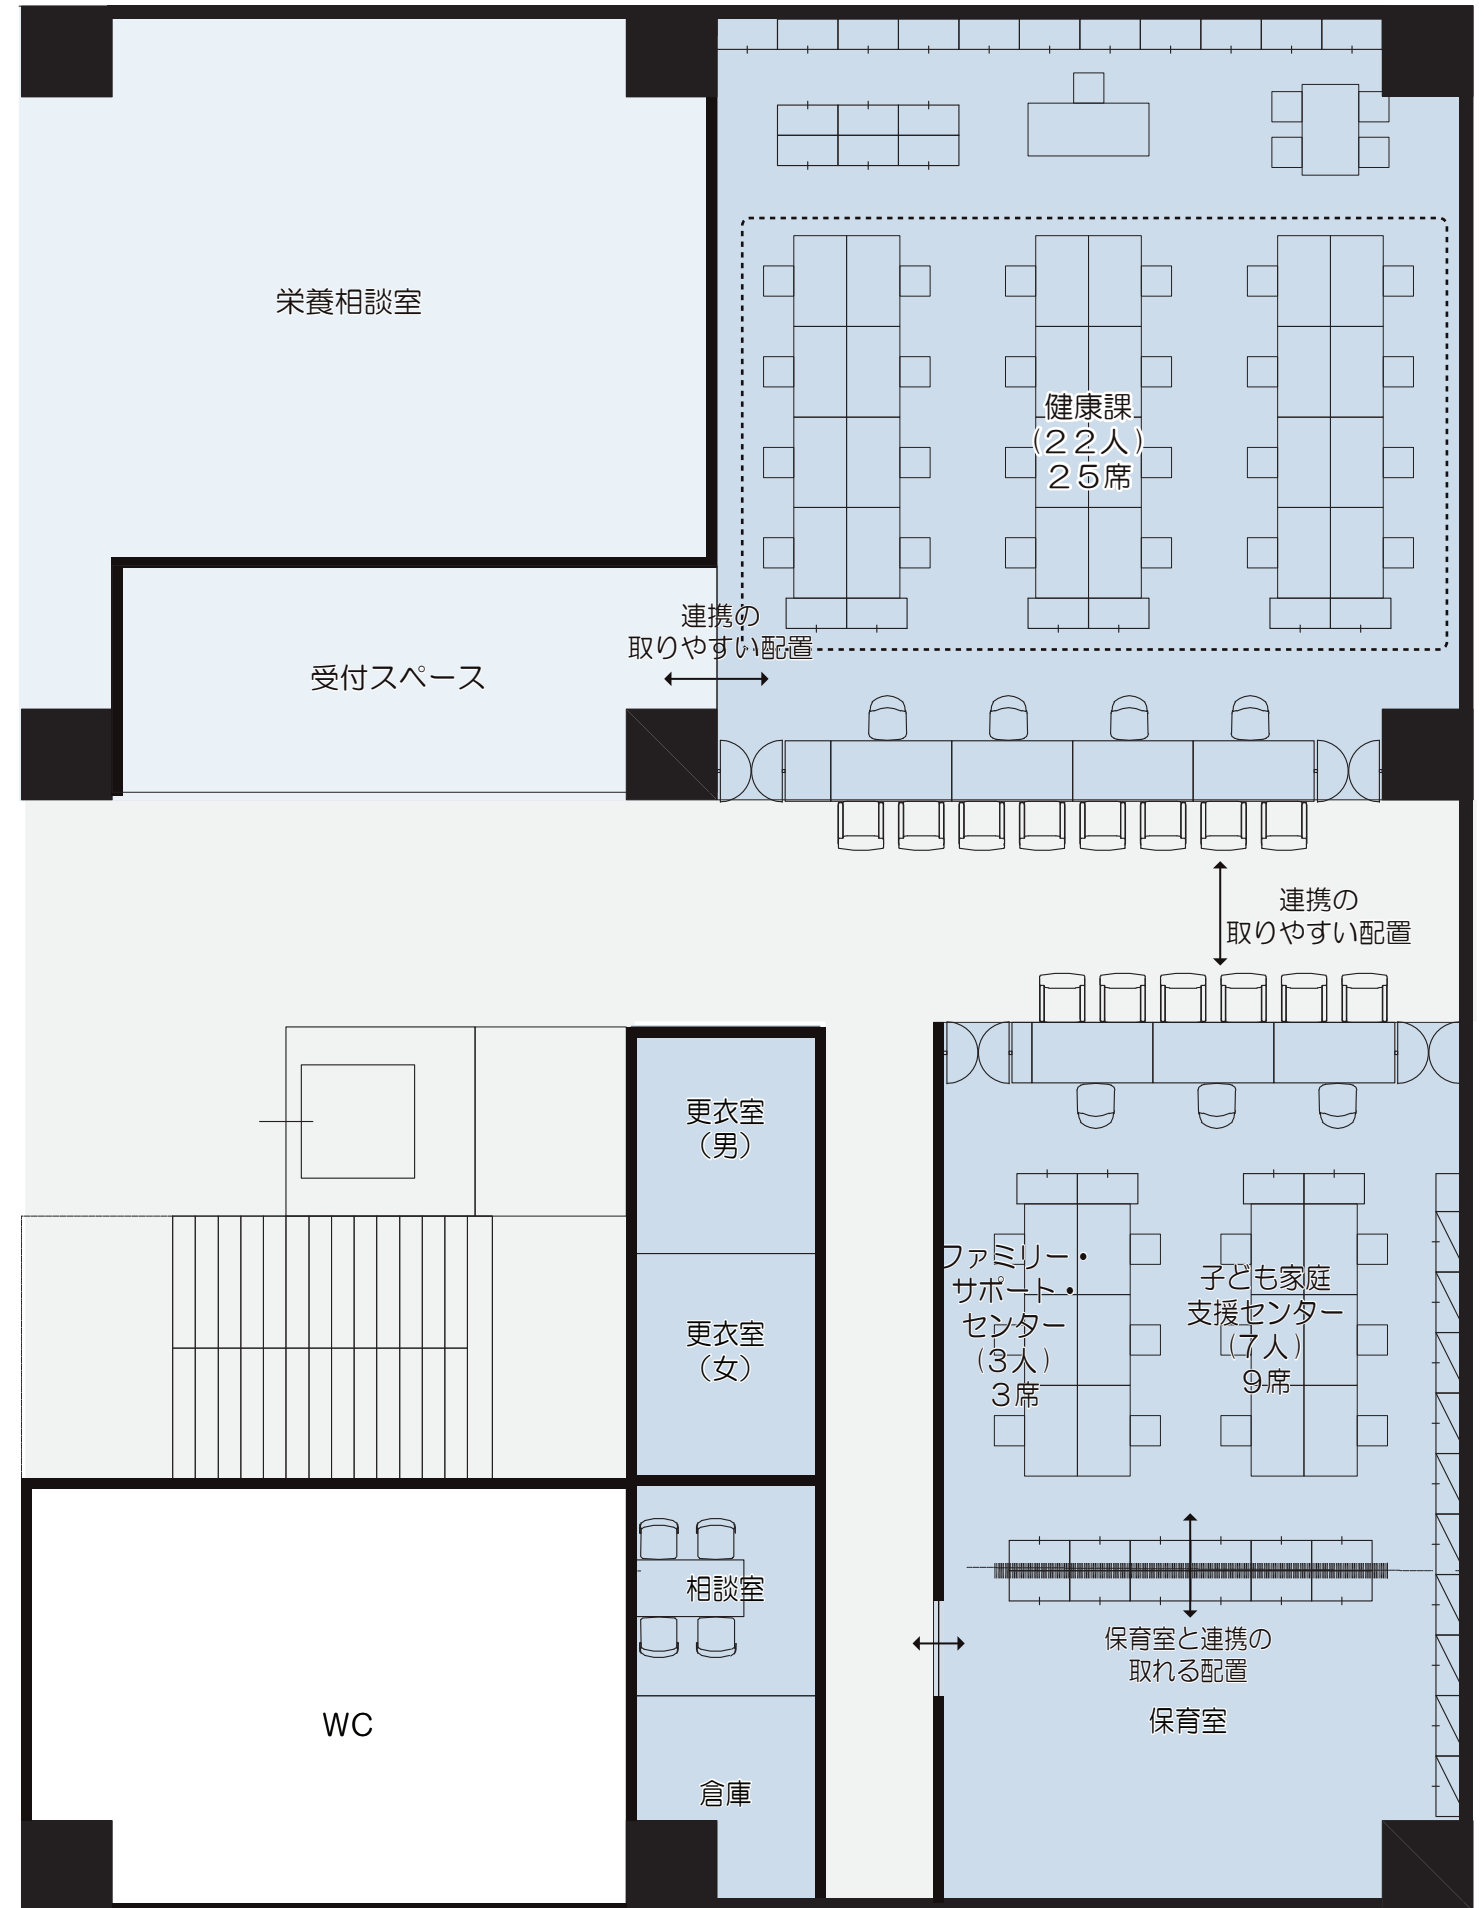 栄養相談室
健康課
(22人)
25席
連携の
取りやすい配置
受付スペース
連携の
取りやすい配置
更衣室
(男)
更衣室
(女)
ファミリー・
サポート・
センター
(3人)
3席
子ども家庭
支援センター
(7人)
9席
相談室
保育室と連携の
取れる配置
保育室
WC
倉庫